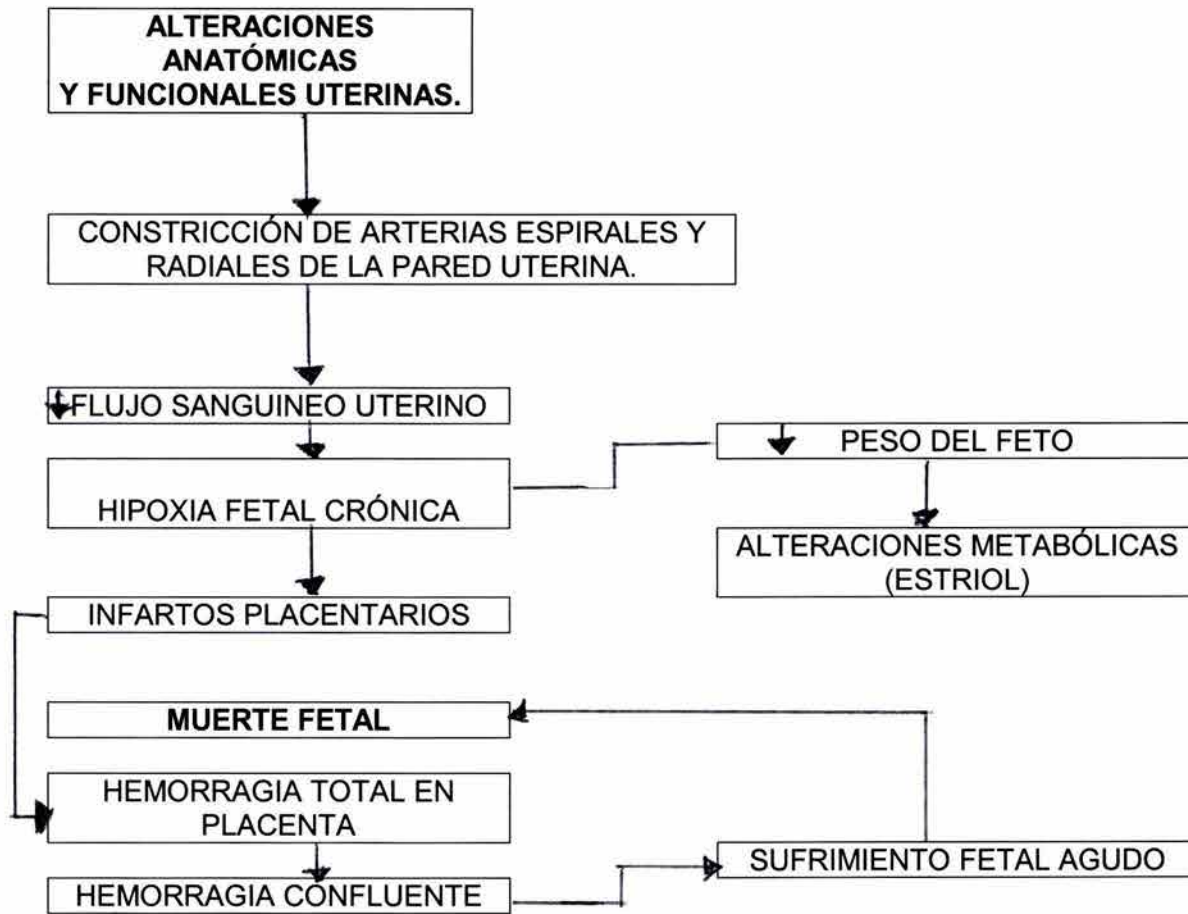 ALTERACIONES
ANATÓMICAS
Y FUNCIONALES UTERINAS.
CONSTRICCIÓN DE ARTERIAS ESPIRALES Y
RADIALES DE LA PARED UTERINA.
FLUJO SANGUINEO UTERINO
HIPOXIA FETAL CRÓNICA
PESO DEL FETO
ALTERACIONES METABÓLICAS
(ESTRIOL)
INFARTOS PLACENTARIOS
MUERTE FETAL
HEMORRAGIA TOTAL EN
PLACENTA
HEMORRAGIA CONFLUENTE
SUFRIMIENTO FETAL AGUDO